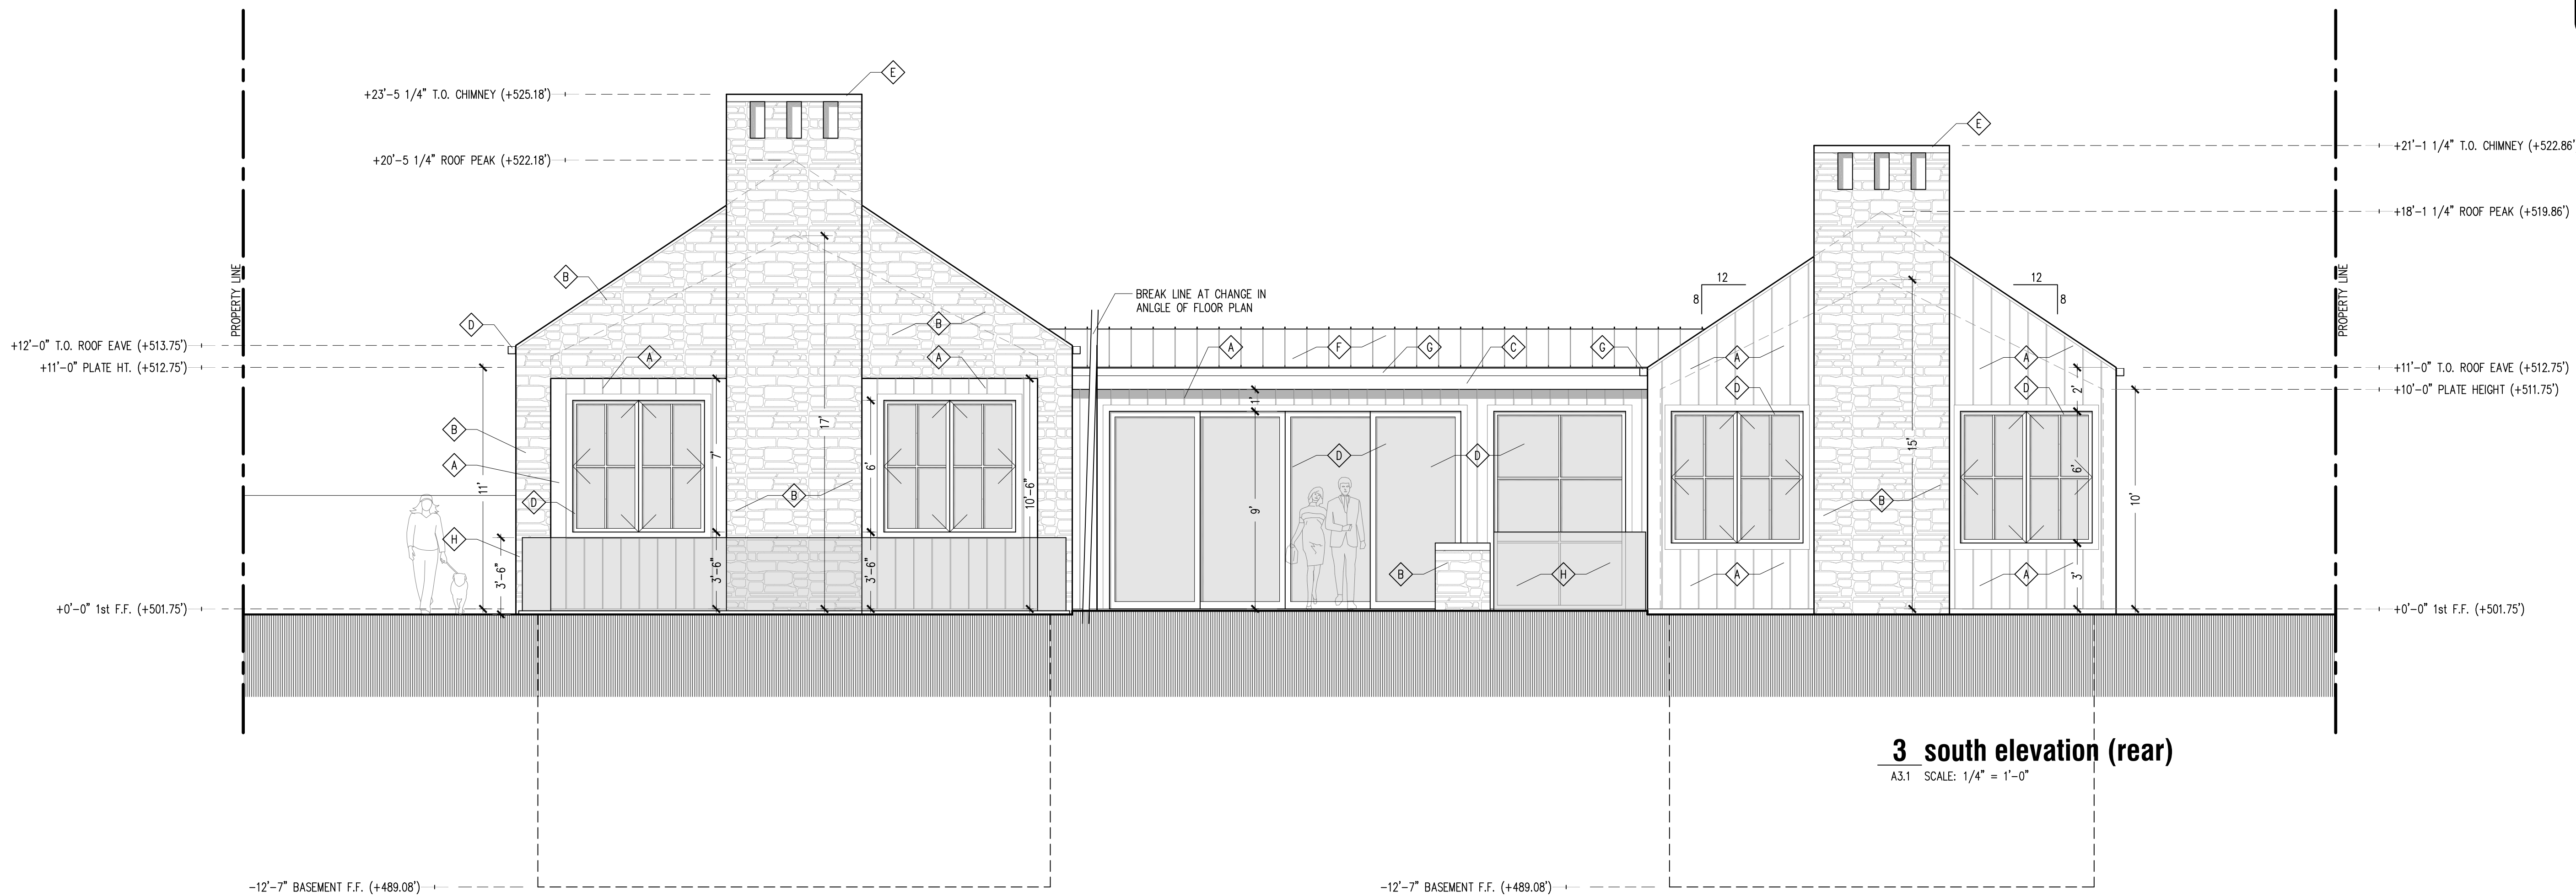 E
+23'-5 1/4" T.O. CHIMNEY (+525.18')
E
+21'-1 1/4" T.O. CHIMNEY (+522.86'
+20'-5 1/4" ROOF PEAK (+522.18')
+18'-1 1/4" ROOF PEAK (+519.86')
PROPERTY LINE
PROPERTY LINE
B
12
8
12
8
BREAK LINE AT CHANGE IN
ANLGLE OF FLOOR PLAN
D
B
+12'-0" T.O. ROOF EAVE (+513.75')
A
A
A
F
G
C
G
A
A
+11'-0" PLATE HT. (+512.75')
+11'-0" T.O. ROOF EAVE (+512.75')
D
D
2'
+10'-0" PLATE HEIGHT (+511.75')
1'
17'
15'
B
A
7'
6'
D
D
6'
11'
D
B
10'-6"
9'
B
10'
H
3'-6"
3'-6"
3'-6"
B
H
A
A
3'
+0'-0" 1st F.F. (+501.75')
+0'-0" 1st F.F. (+501.75')
3 south elevation (rear)
A3.1 SCALE: 1/4" = 1'-0"
-12'-7" BASEMENT F.F. (+489.08')
-12'-7" BASEMENT F.F. (+489.08')